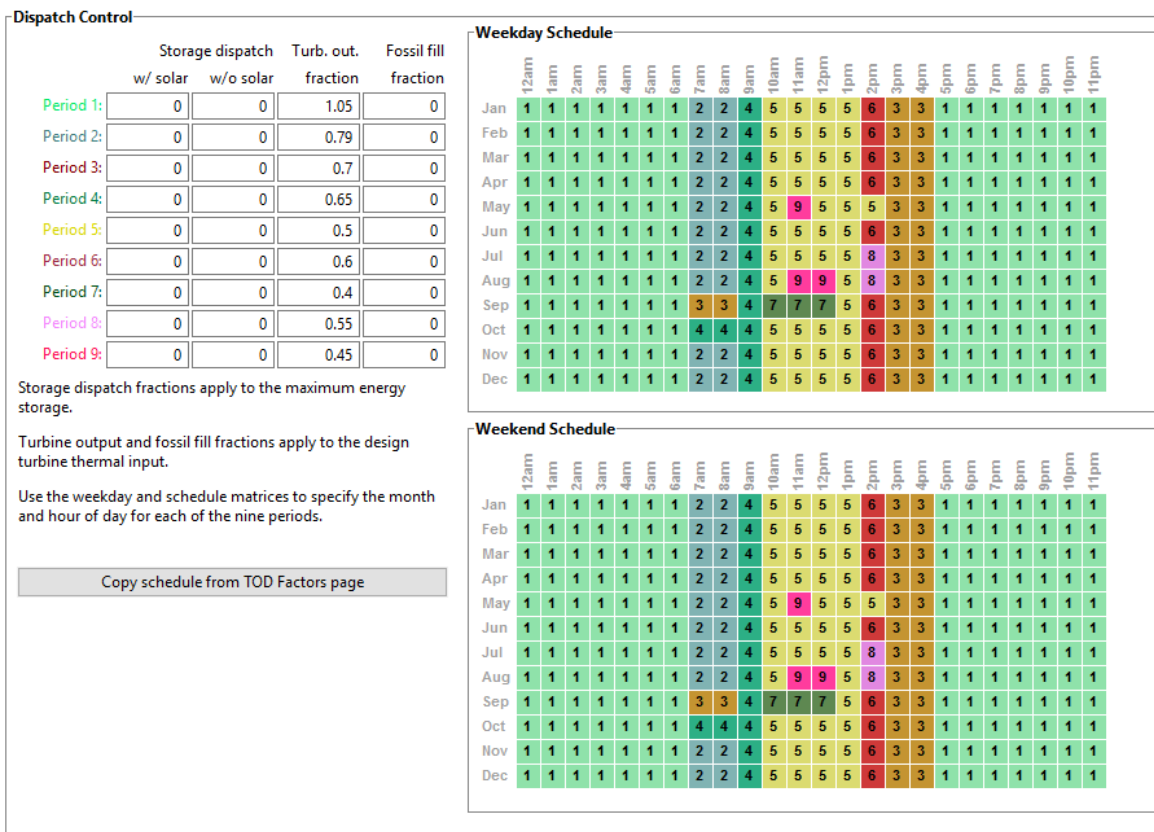 Dispatch Control
Storage dispatch Turb. out. Fossil fill
w/ solar w/o solar fraction fraction
Period 1: 0 0 1.05 0
Period 2: 0 0 0.79 0
Period 3: 0 0 0.7 0
Period 4: 0 0 0.65 0
Period 5: 0 0 0.5 0
Period 6: 0 0 0.6 0
Period 7: 0 0 0.4 0
Period 8: 0 0 0.55 0
Period 9: 0 0 0.45 0
Storage dispatch fractions apply to the maximum energy
storage.
Turbine output and fossil fill fractions apply to the design
turbine thermal input.
Use the weekday and schedule matrices to specify the month
and hour of day for each of the nine periods.
Copy schedule from TOD Factors page
Weekday Schedule
12am 1am 2am 3am 4am 5am 6am 7am 8am 9am 10am 11am 12pm 1pm 2pm 3pm 4pm 5pm 6pm 7pm 8pm 9pm 10pm 11pm
Jan 1 1 1 1 1 1 1 2 2 4 5 5 5 5 6 3 3 1 1 1 1 1 1 1
Feb 1 1 1 1 1 1 1 2 2 4 5 5 5 5 6 3 3 1 1 1 1 1 1 1
Mar 1 1 1 1 1 1 1 2 2 4 5 5 5 5 6 3 3 1 1 1 1 1 1 1
Apr 1 1 1 1 1 1 1 2 2 4 5 5 5 5 6 3 3 1 1 1 1 1 1 1
May 1 1 1 1 1 1 1 2 2 4 5 9 5 5 5 3 3 1 1 1 1 1 1 1
Jun 1 1 1 1 1 1 1 2 2 4 5 5 5 5 6 3 3 1 1 1 1 1 1 1
Jul 1 1 1 1 1 1 1 2 2 4 5 5 5 5 8 3 3 1 1 1 1 1 1 1
Aug 1 1 1 1 1 1 1 2 2 4 5 9 9 5 8 3 3 1 1 1 1 1 1 1
Sep 1 1 1 1 1 1 1 3 3 4 7 7 7 5 6 3 3 1 1 1 1 1 1 1
Oct 1 1 1 1 1 1 1 4 4 4 5 5 5 5 6 3 3 1 1 1 1 1 1 1
Nov 1 1 1 1 1 1 1 2 2 4 5 5 5 5 6 3 3 1 1 1 1 1 1 1
Dec 1 1 1 1 1 1 1 2 2 4 5 5 5 5 6 3 3 1 1 1 1 1 1 1
Weekend Schedule
12am 1am 2am 3am 4am 5am 6am 7am 8am 9am 10am 11am 12pm 1pm 2pm 3pm 4pm 5pm 6pm 7pm 8pm 9pm 10pm 11pm
Jan 1 1 1 1 1 1 1 2 2 4 5 5 5 5 6 3 3 1 1 1 1 1 1 1
Feb 1 1 1 1 1 1 1 2 2 4 5 5 5 5 6 3 3 1 1 1 1 1 1 1
Mar 1 1 1 1 1 1 1 2 2 4 5 5 5 5 6 3 3 1 1 1 1 1 1 1
Apr 1 1 1 1 1 1 1 2 2 4 5 5 5 5 6 3 3 1 1 1 1 1 1 1
May 1 1 1 1 1 1 1 2 2 4 5 9 5 5 5 3 3 1 1 1 1 1 1 1
Jun 1 1 1 1 1 1 1 2 2 4 5 5 5 5 6 3 3 1 1 1 1 1 1 1
Jul 1 1 1 1 1 1 1 2 2 4 5 5 5 5 8 3 3 1 1 1 1 1 1 1
Aug 1 1 1 1 1 1 1 2 2 4 5 9 9 5 8 3 3 1 1 1 1 1 1 1
Sep 1 1 1 1 1 1 1 3 3 4 7 7 7 5 6 3 3 1 1 1 1 1 1 1
Oct 1 1 1 1 1 1 1 4 4 4 5 5 5 5 6 3 3 1 1 1 1 1 1 1
Nov 1 1 1 1 1 1 1 2 2 4 5 5 5 5 6 3 3 1 1 1 1 1 1 1
Dec 1 1 1 1 1 1 1 2 2 4 5 5 5 5 6 3 3 1 1 1 1 1 1 1